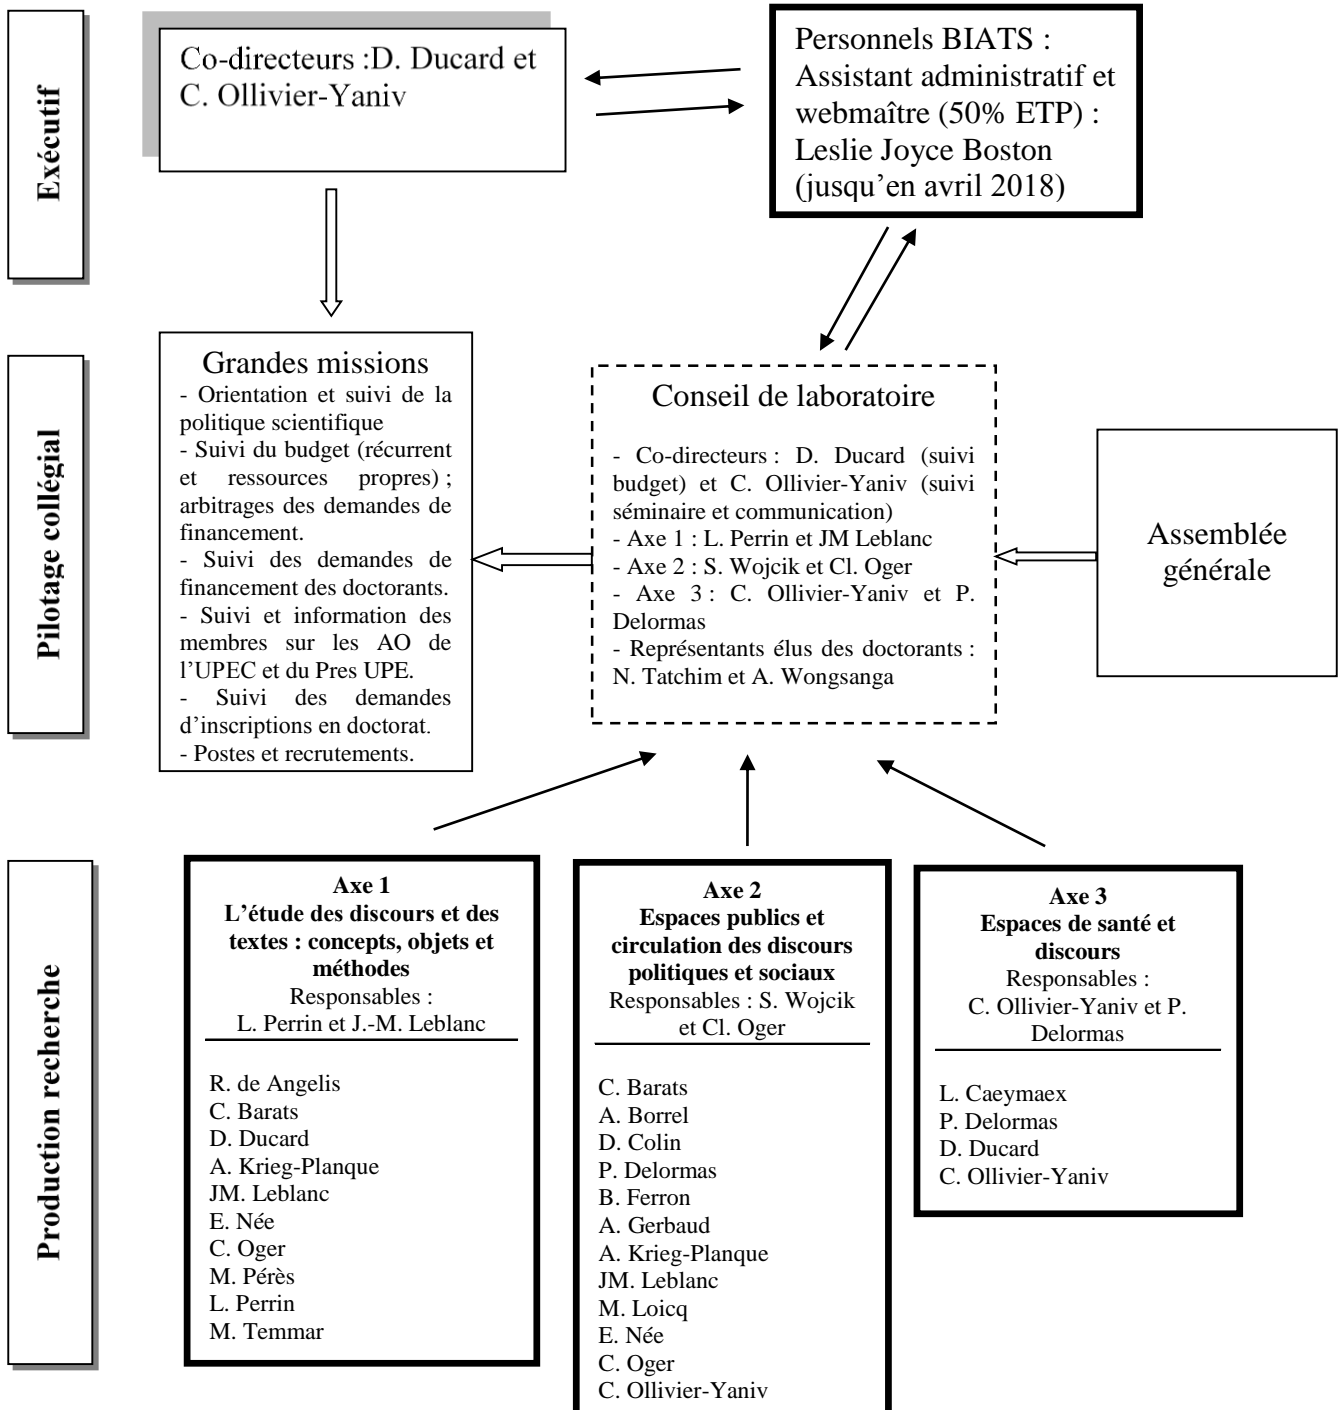 Exécutif
Co-directeurs :D. Ducard et
C. Ollivier-Yaniv
Personnels BIATS :
Assistant administratif et
webmaître (50% ETP) :
Leslie Joyce Boston
(jusqu’en avril 2018)
Pilotage collégial
Grandes missions
- Orientation et suivi de la
politique scientifique
- Suivi du budget (récurrent
et ressources propres) ;
arbitrages des demandes de
financement.
- Suivi des demandes de
financement des doctorants.
- Suivi et information des
membres sur les AO de
l’UPEC et du Pres UPE.
- Suivi des demandes
d’inscriptions en doctorat.
- Postes et recrutements.
Conseil de laboratoire
- Co-directeurs : D. Ducard (suivi
budget) et C. Ollivier-Yaniv (suivi
séminaire et communication)
- Axe 1 : L. Perrin et JM Leblanc
- Axe 2 : S. Wojcik et Cl. Oger
- Axe 3 : C. Ollivier-Yaniv et P.
Delormas
- Représentants élus des doctorants :
N. Tatchim et A. Wongsanga
Assemblée
générale
Production recherche
Axe 1
L’étude des discours et des
textes : concepts, objets et
méthodes
Responsables :
L. Perrin et J.-M. Leblanc
R. de Angelis
C. Barats
D. Ducard
A. Krieg-Planque
JM. Leblanc
E. Née
C. Oger
M. Pérès
L. Perrin
M. Temmar
Axe 2
Espaces publics et
circulation des discours
politiques et sociaux
Responsables : S. Wojcik
et Cl. Oger
C. Barats
A. Borrel
D. Colin
P. Delormas
B. Ferron
A. Gerbaud
A. Krieg-Planque
JM. Leblanc
M. Loicq
E. Née
C. Oger
C. Ollivier-Yaniv
Axe 3
Espaces de santé et
discours
Responsables :
C. Ollivier-Yaniv et P.
Delormas
L. Caeymaex
P. Delormas
D. Ducard
C. Ollivier-Yaniv